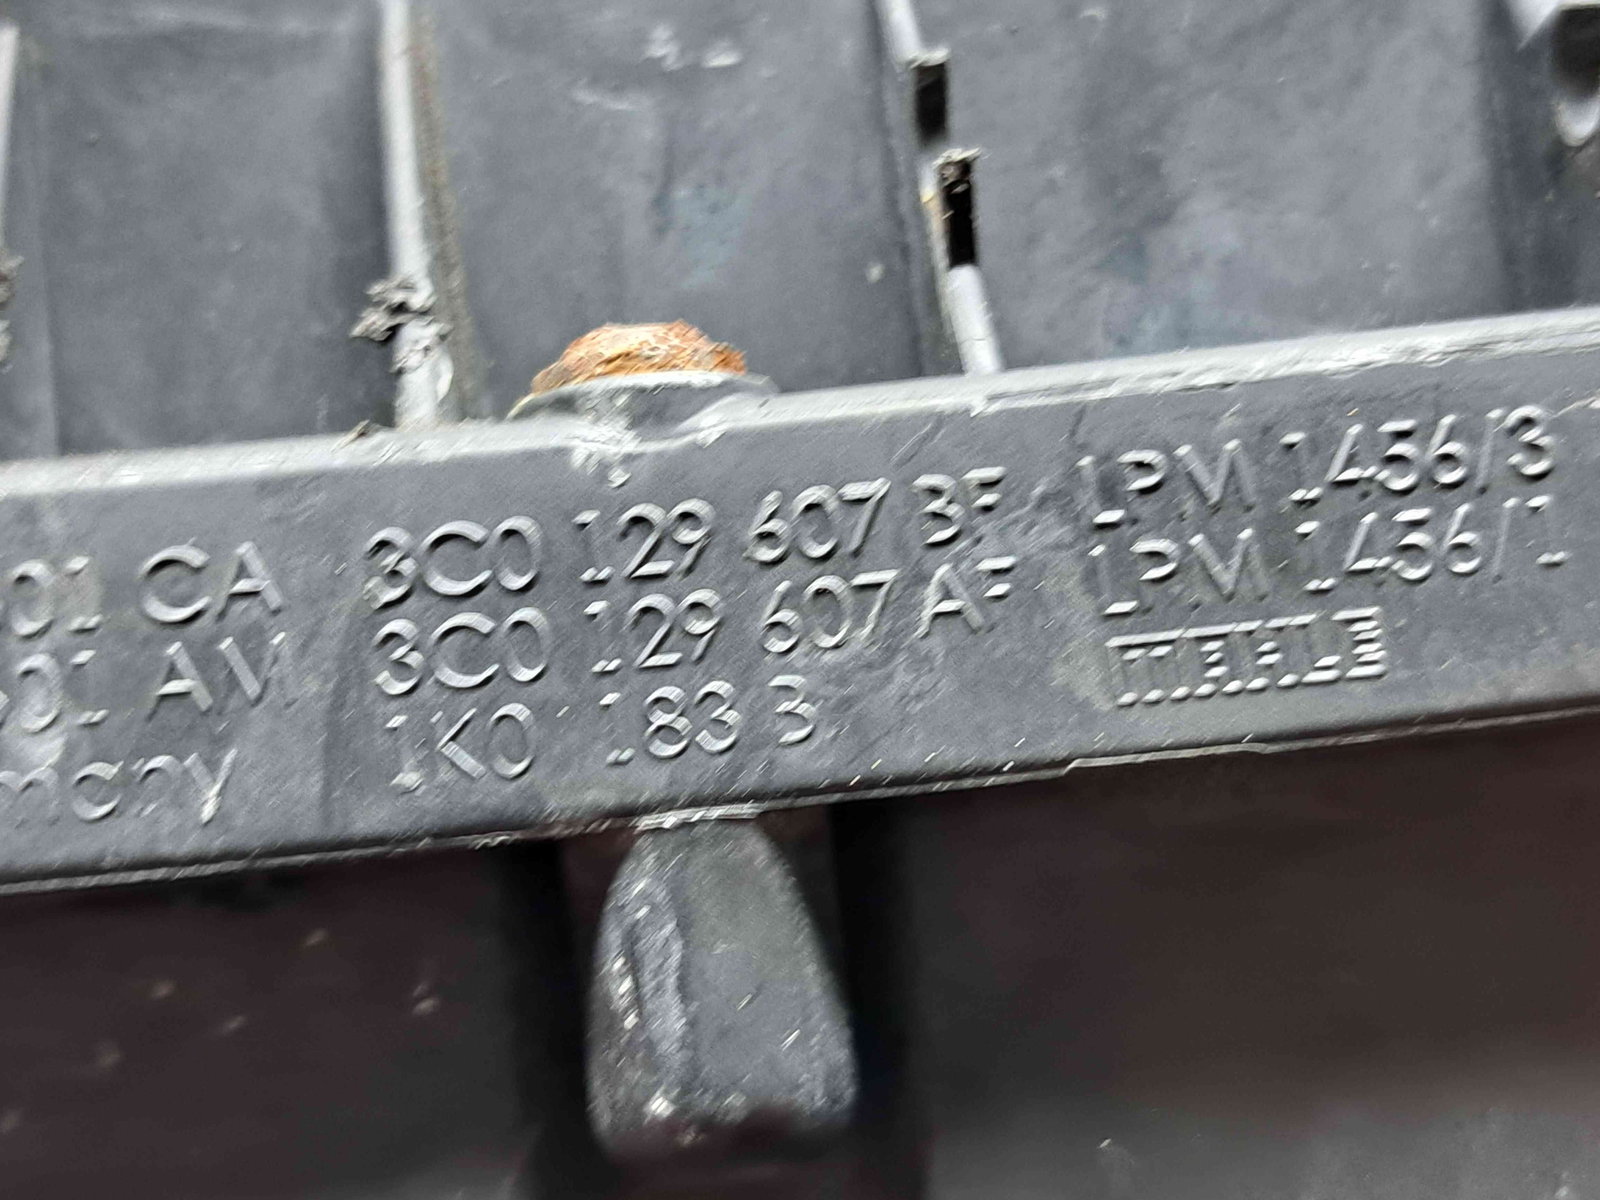 01 CA 3C0 129 607 BF LPM 1456/3
01 AM 3C0 129 607 AF LPM 1456/1
many 1K0 183 B MAHLE